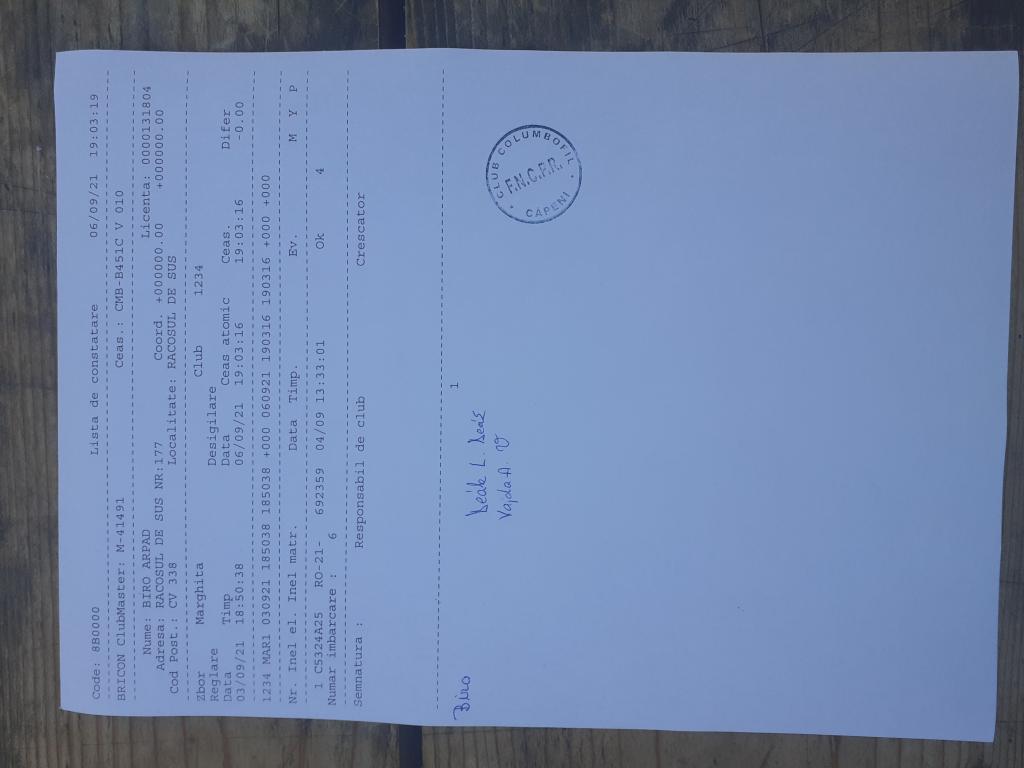 Code: 8B0000 Lista de constatare 06/09/21 19:03:19
BRICON ClubMaster: M-41491 Ceas.: CMB-B451C V 010
Nume: BIRO ARPAD Licenta: 0000131804
Adresa: RACOSUL DE SUS NR:177 Coord. +000000.00 +000000.00
Cod Post.: CV 338 Localitate: RACOSUL DE SUS
Zbor Marghita Club 1234
Reglare Desigilare
Data Timp Data Ceas atomic Ceas. Difer
03/09/21 18:50:38 06/09/21 19:03:16 19:03:16 -0.00
1234 MAR1 030921 185038 185038 +000 060921 190316 190316 +000 +000
Nr. Inel el. Inel matr. Data Timp. Ev. M Y P
1 C5324A25 RO-21- 692359 04/09 13:33:01 Ok 4
Numar imbarcare : 6
Semnatura : Responsabil de club Crescator
1
Biro Deák L. Deák
Vajda A.
CLUB COLUMBOFIL
F.N.C.P.R.
CĂPENI